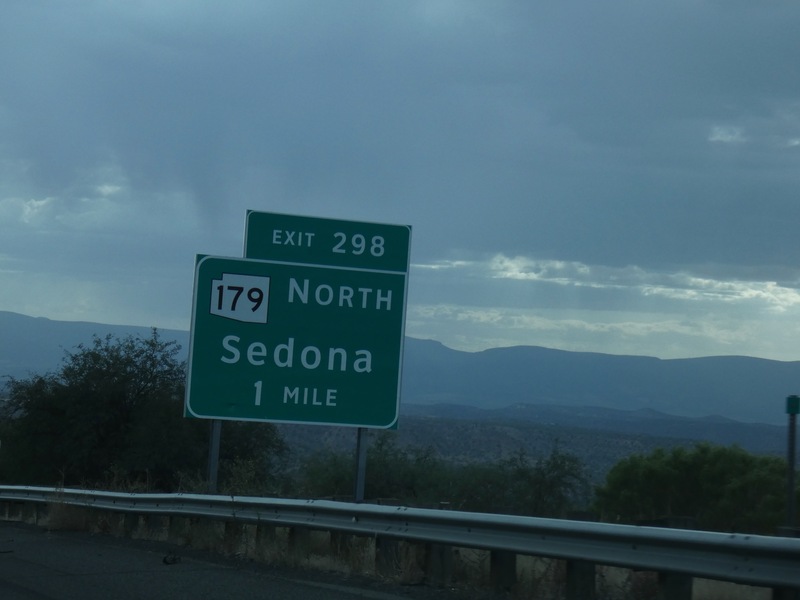 EXIT 298
179 NORTH
Sedona
1 MILE